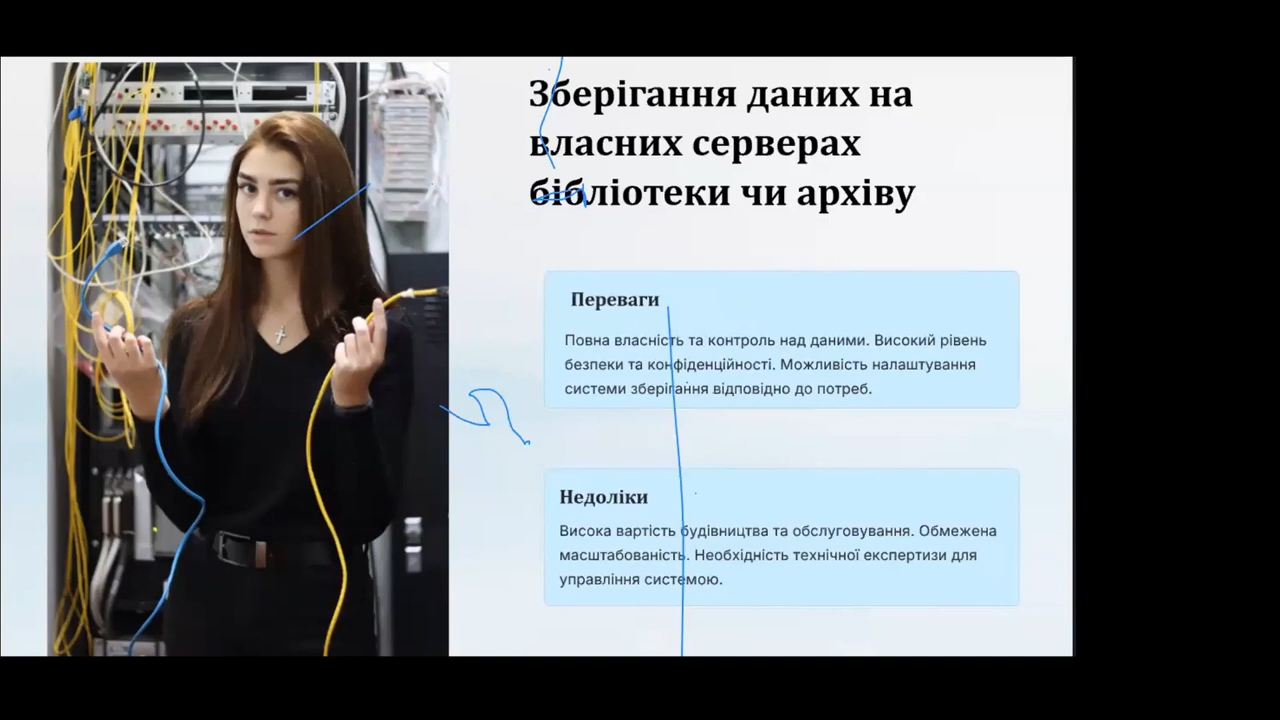 Зберігання даних на
власних серверах
бібліотеки чи архіву
Переваги
Повна власність та контроль над даними. Високий рівень
безпеки та конфіденційності. Можливість налаштування
системи зберігання відповідно до потреб.
Недоліки
Висока вартість будівництва та обслуговування. Обмежена
масштабованість. Необхідність технічної експертизи для
управління системою.